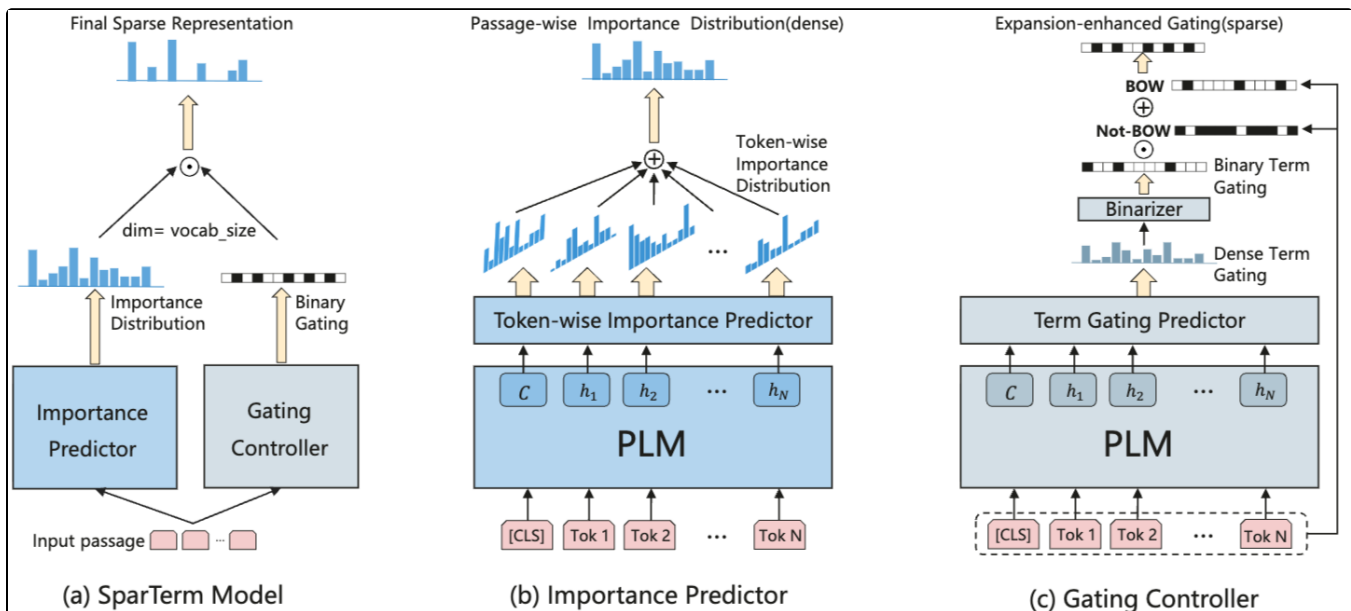 Final Sparse Representation
dim= vocab_size
Importance
Distribution
Binary
Gating
Importance
Predictor
Gating
Controller
Input passage
...
(a) SparTerm Model
Passage-wise Importance Distribution(dense)
Token-wise
Importance
Distribution
...
Token-wise Importance Predictor
C h₁ h₂ ... h_N
PLM
[CLS] Tok 1 Tok 2 ... Tok N
(b) Importance Predictor
Expansion-enhanced Gating(sparse)
BOW
Not-BOW
Binary Term
Gating
Binarizer
Dense Term
Gating
Term Gating Predictor
C h₁ h₂ ... h_N
PLM
[CLS] Tok 1 Tok 2 ... Tok N
(c) Gating Controller